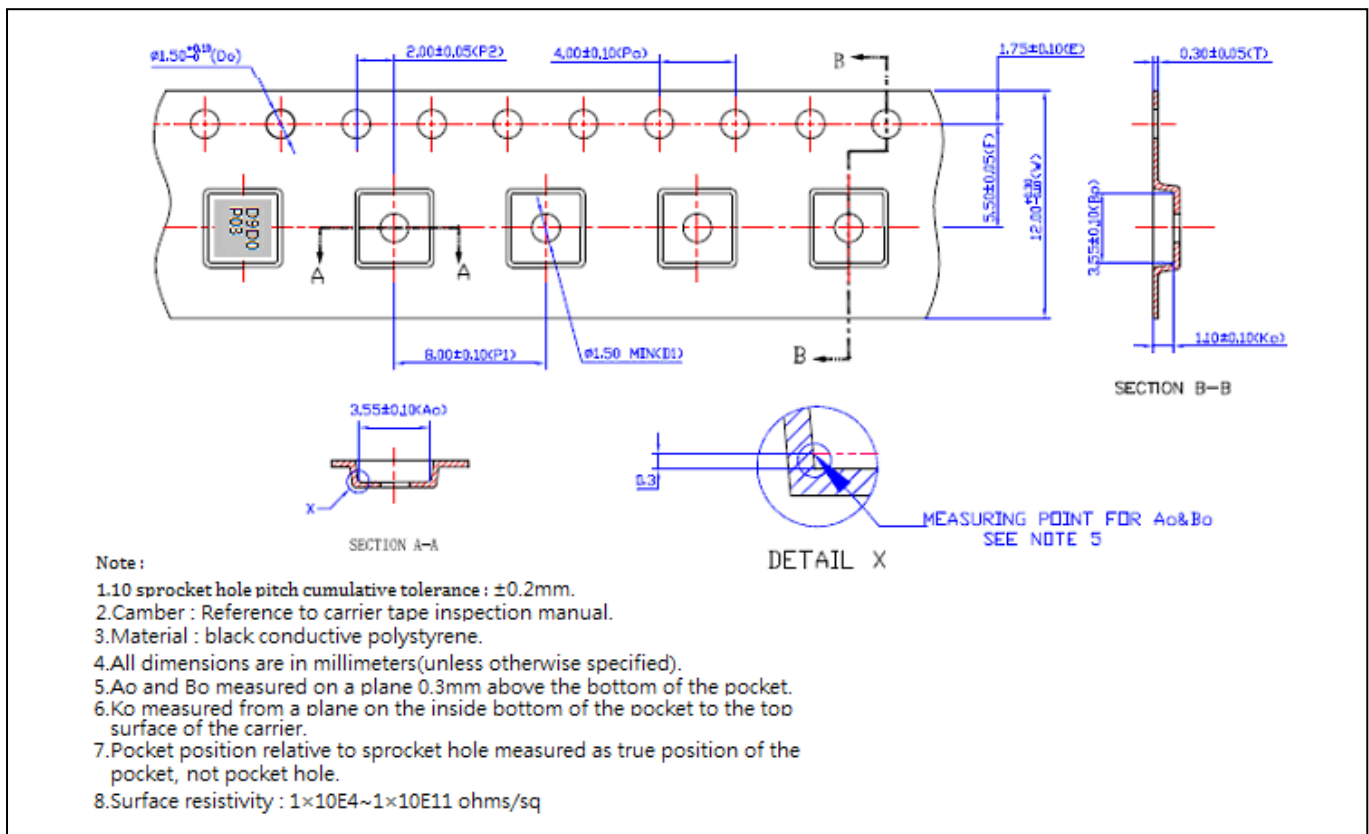 ø1.50+0.10-0(Do)
2.00±0.05(P2)
4.00±0.10(Po)
B
1.75±0.10(E)
0.30±0.05(T)
5.50±0.05(F)
12.00(W)
3.55±0.10(Bo)
D9D0
P03
A
A
8.00±0.10(P1)
ø1.50 MIN(D1)
B
1.10±0.10(Ko)
SECTION B-B
3.55±0.10(Ao)
X
SECTION A-A
0.3
MEASURING POINT FOR Ao&Bo
SEE NOTE 5
DETAIL X
Note :
1.10 sprocket hole pitch cumulative tolerance : ±0.2mm.
2.Camber : Reference to carrier tape inspection manual.
3.Material : black conductive polystyrene.
4.All dimensions are in millimeters(unless otherwise specified).
5.Ao and Bo measured on a plane 0.3mm above the bottom of the pocket.
6.Ko measured from a plane on the inside bottom of the pocket to the top
surface of the carrier.
7.Pocket position relative to sprocket hole measured as true position of the
pocket, not pocket hole.
8.Surface resistivity : 1×10E4~1×10E11 ohms/sq